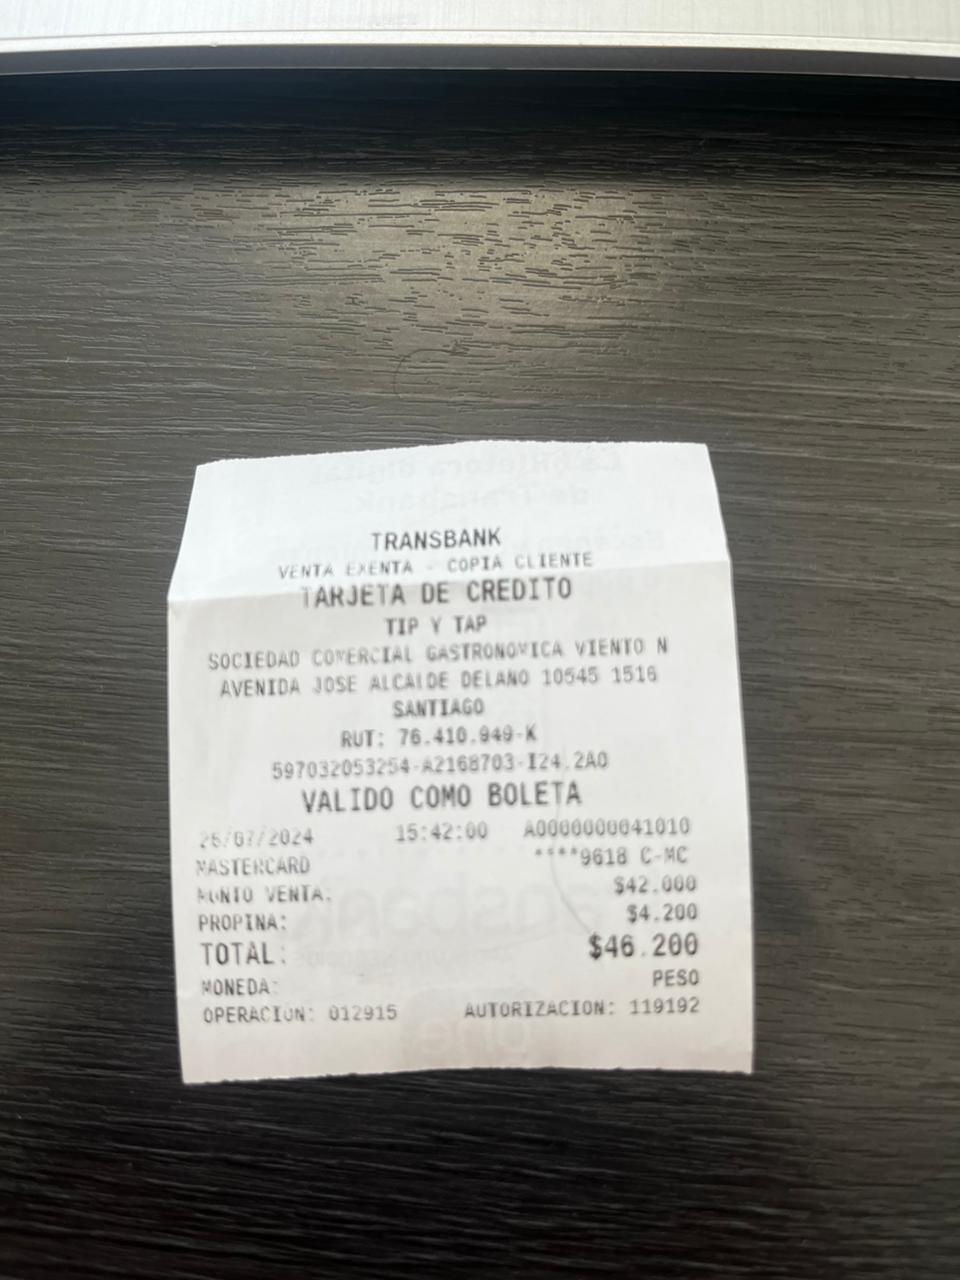 TRANSBANK
VENTA EXENTA - COPIA CLIENTE
TARJETA DE CREDITO
TIP Y TAP
SOCIEDAD COMERCIAL GASTRONOMICA VIENTO N
AVENIDA JOSE ALCALDE DELANO 10545 1516
SANTIAGO
RUT: 76.410.949-K
597032053254-A2168703-I24.2A0
VALIDO COMO BOLETA
26/07/2024 15:42:00 A0000000041010
MASTERCARD ****9618 C-MC
MONTO VENTA: $42.000
PROPINA: $4.200
TOTAL: $46.200
MONEDA: PESO
OPERACION: 012915 AUTORIZACION: 119192